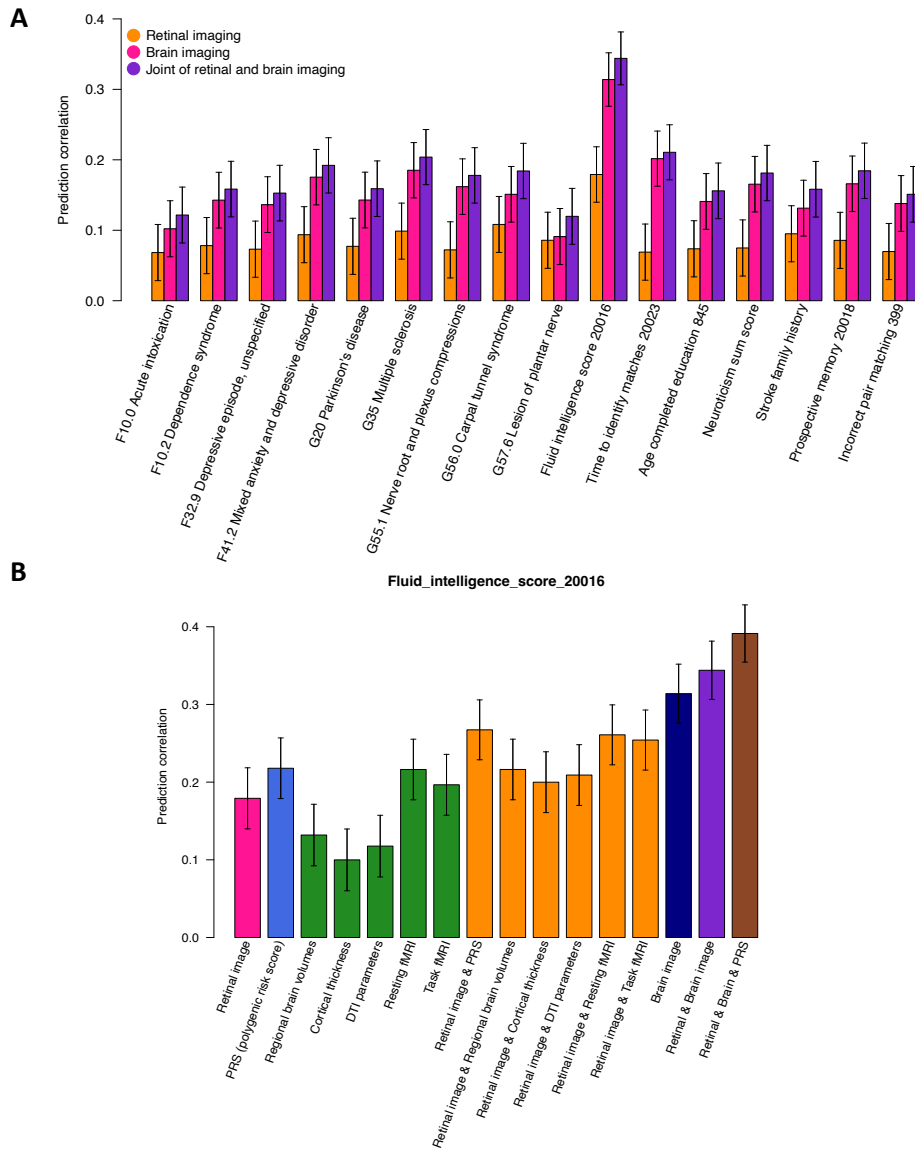 A
Retinal imaging
Brain imaging
Joint of retinal and brain imaging
Prediction correlation
0.4
0.3
0.2
0.1
0.0
F10.0 Acute intoxication
F10.2 Dependence syndrome
F32.9 Depressive episode, unspecified
F41.2 Mixed anxiety and depressive disorder
G20 Parkinson's disease
G35 Multiple sclerosis
G55.1 Nerve root and plexus compressions
G56.0 Carpal tunnel syndrome
G57.6 Lesion of plantar nerve
Fluid intelligence score 20016
Time to identify matches 20023
Age completed education 845
Neuroticism sum score
Stroke family history
Prospective memory 20018
Incorrect pair matching 399
B
Fluid_intelligence_score_20016
Prediction correlation
0.4
0.3
0.2
0.1
0.0
Retinal image
PRS (polygenic risk score)
Regional brain volumes
Cortical thickness
DTI parameters
Resting fMRI
Task fMRI
Retinal image & PRS
Retinal image & Regional brain volumes
Retinal image & Cortical thickness
Retinal image & DTI parameters
Retinal image & Resting fMRI
Retinal image & Task fMRI
Brain image
Retinal & Brain image
Retinal & Brain & PRS